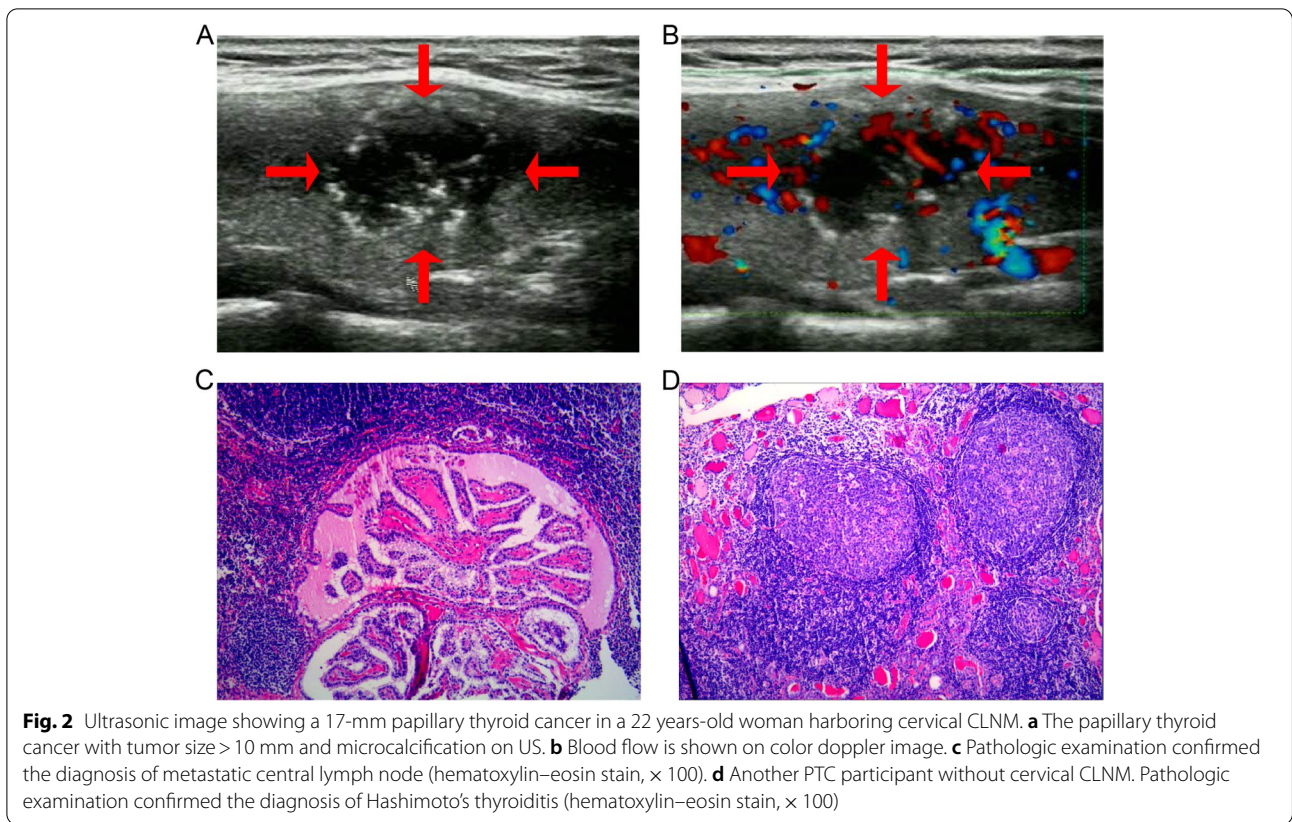 A
B
C
D
Fig. 2 Ultrasonic image showing a 17-mm papillary thyroid cancer in a 22 years-old woman harboring cervical CLNM. a The papillary thyroid
cancer with tumor size > 10 mm and microcalcification on US. b Blood flow is shown on color doppler image. c Pathologic examination confirmed
the diagnosis of metastatic central lymph node (hematoxylin–eosin stain, × 100). d Another PTC participant without cervical CLNM. Pathologic
examination confirmed the diagnosis of Hashimoto’s thyroiditis (hematoxylin–eosin stain, × 100)